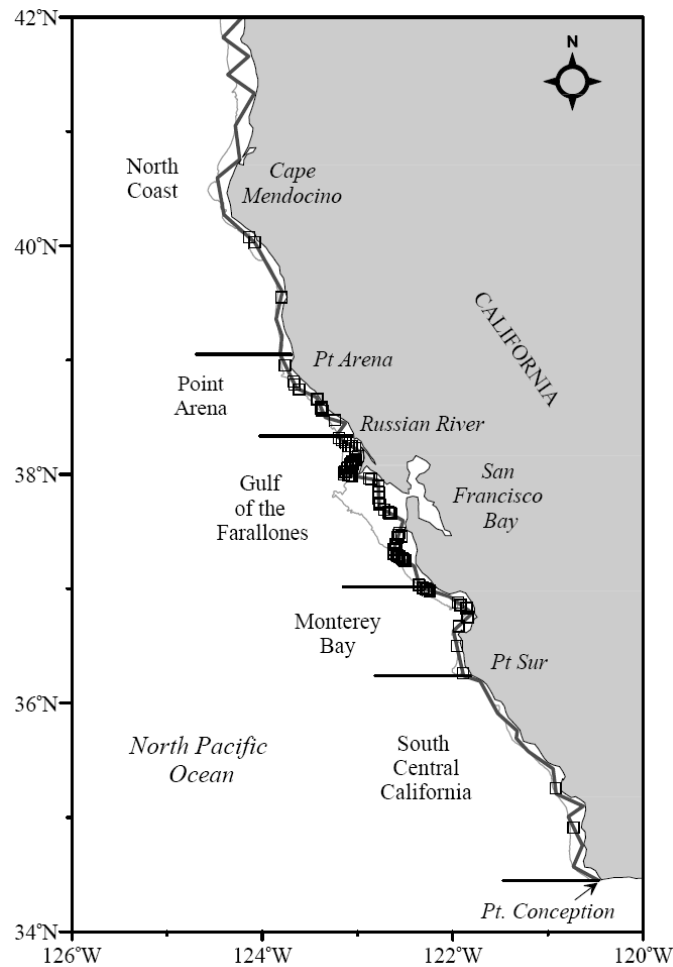 42°N
N
North
Coast
Cape
Mendocino
40°N
CALIFORNIA
Pt Arena
Point
Arena
Russian River
38°N
San
Francisco
Bay
Gulf
of the
Farallones
Monterey
Bay
Pt Sur
36°N
North Pacific
Ocean
South
Central
California
Pt. Conception
34°N
126°W
124°W
122°W
120°W